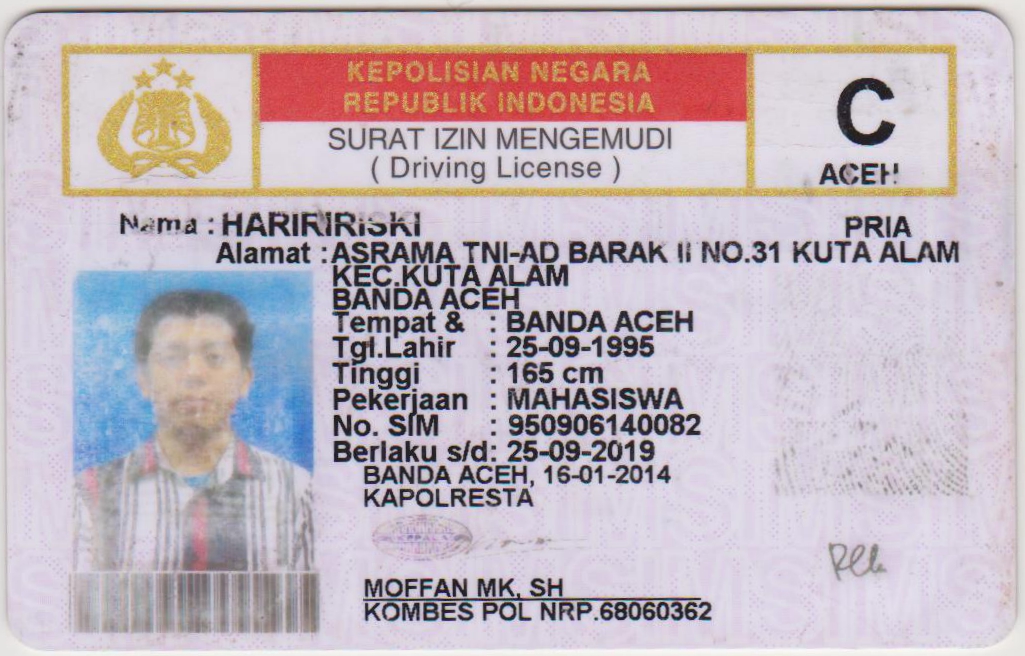 KEPOLISIAN NEGARA
REPUBLIK INDONESIA
SURAT IZIN MENGEMUDI
( Driving License )
C
ACEH
Nama : HARIRIRISKI
PRIA
Alamat : ASRAMA TNI-AD BARAK II NO.31 KUTA ALAM
KEC.KUTA ALAM
BANDA ACEH
Tempat & : BANDA ACEH
Tgl.Lahir : 25-09-1995
Tinggi : 165 cm
Pekerjaan : MAHASISWA
No. SIM : 950906140082
Berlaku s/d: 25-09-2019
BANDA ACEH, 16-01-2014
KAPOLRESTA
MOFFAN MK, SH
KOMBES POL NRP.68060362